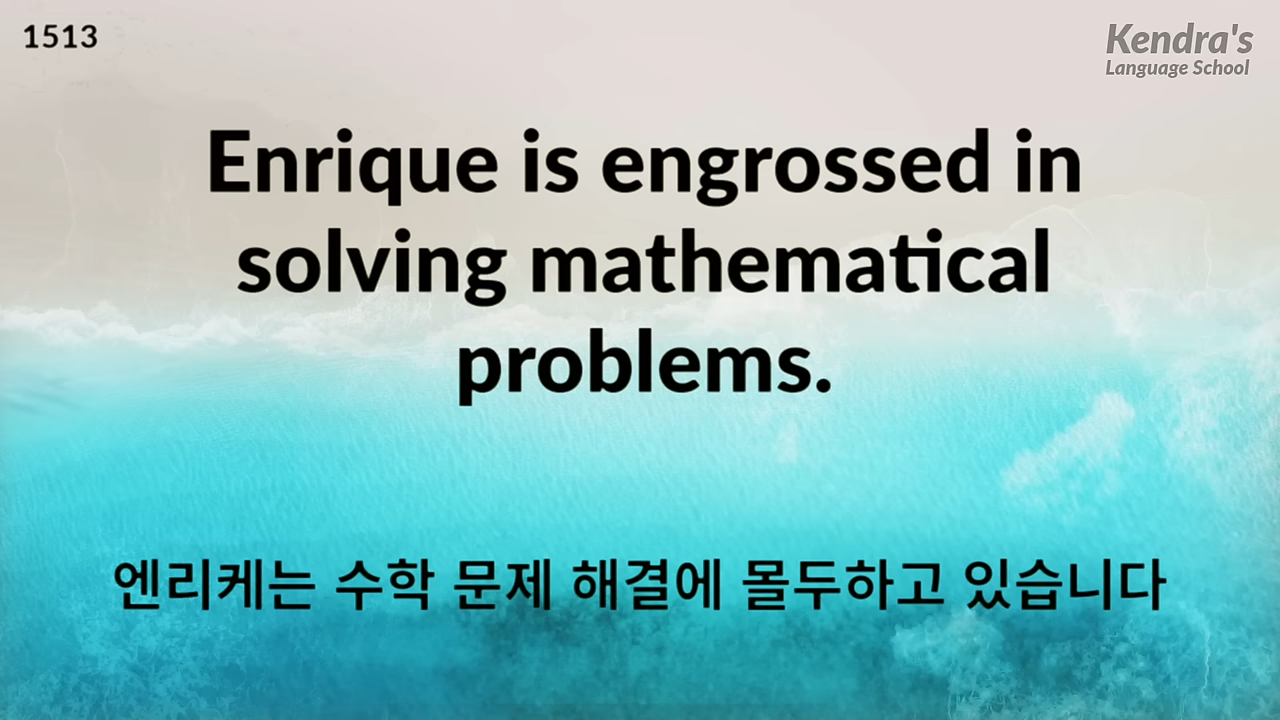 1513
Kendra's
Language School
Enrique is engrossed in
solving mathematical
problems.
엔리케는 수학 문제 해결에 몰두하고 있습니다